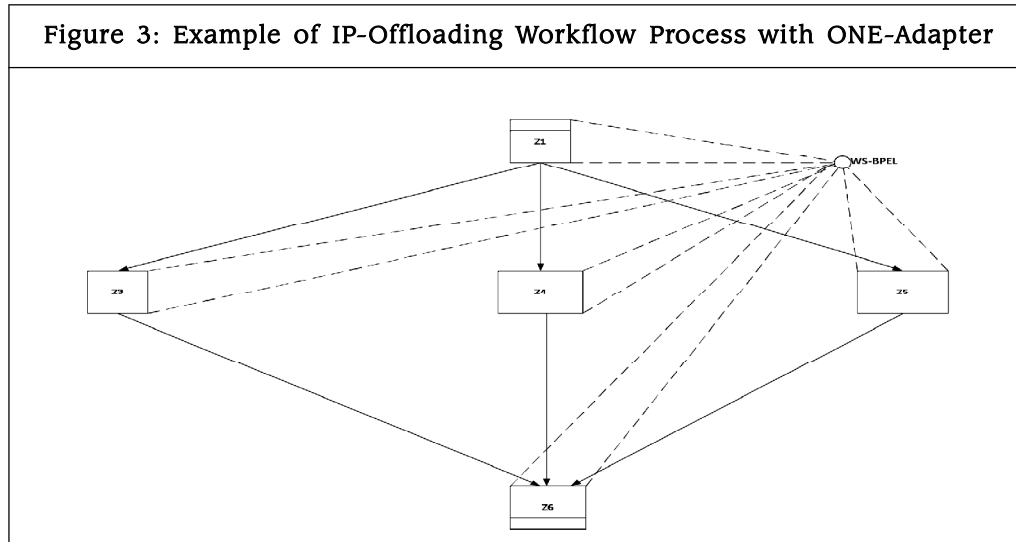 Figure 3: Example of IP-Offloading Workflow Process with ONE-Adapter
Z1
WS-BPEL
Z3
Z4
Z5
Z6